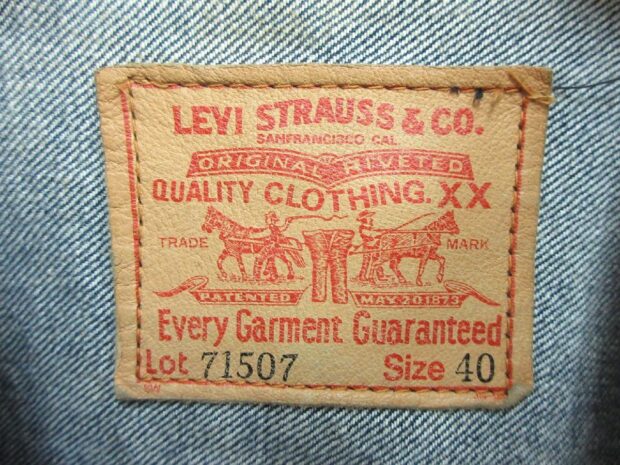 LEVI STRAUSS & CO.
SANFRANCISCO CAL
ORIGINAL RIVETED
QUALITY CLOTHING. XX
TRADE MARK
PATENTED MAY.20.1873
Every Garment Guaranteed
Lot 71507 Size 40